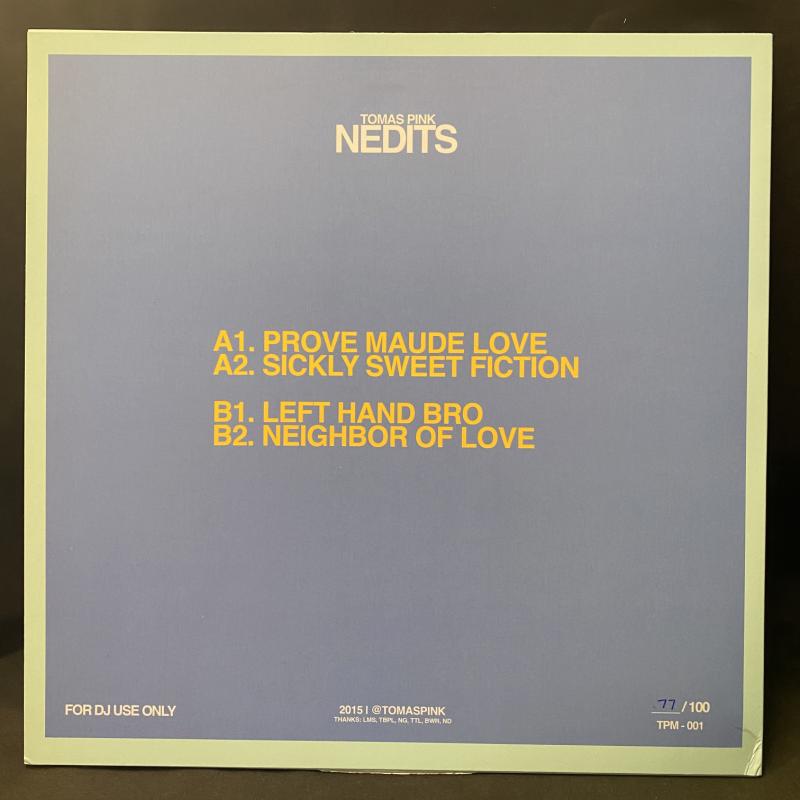 TOMAS PINK
NEDITS
A1. PROVE MAUDE LOVE
A2. SICKLY SWEET FICTION
B1. LEFT HAND BRO
B2. NEIGHBOR OF LOVE
FOR DJ USE ONLY
2015 | @TOMASPINK
THANKS: LMS, TBPL, NG, TTL, BWR, ND
77 / 100
TPM - 001